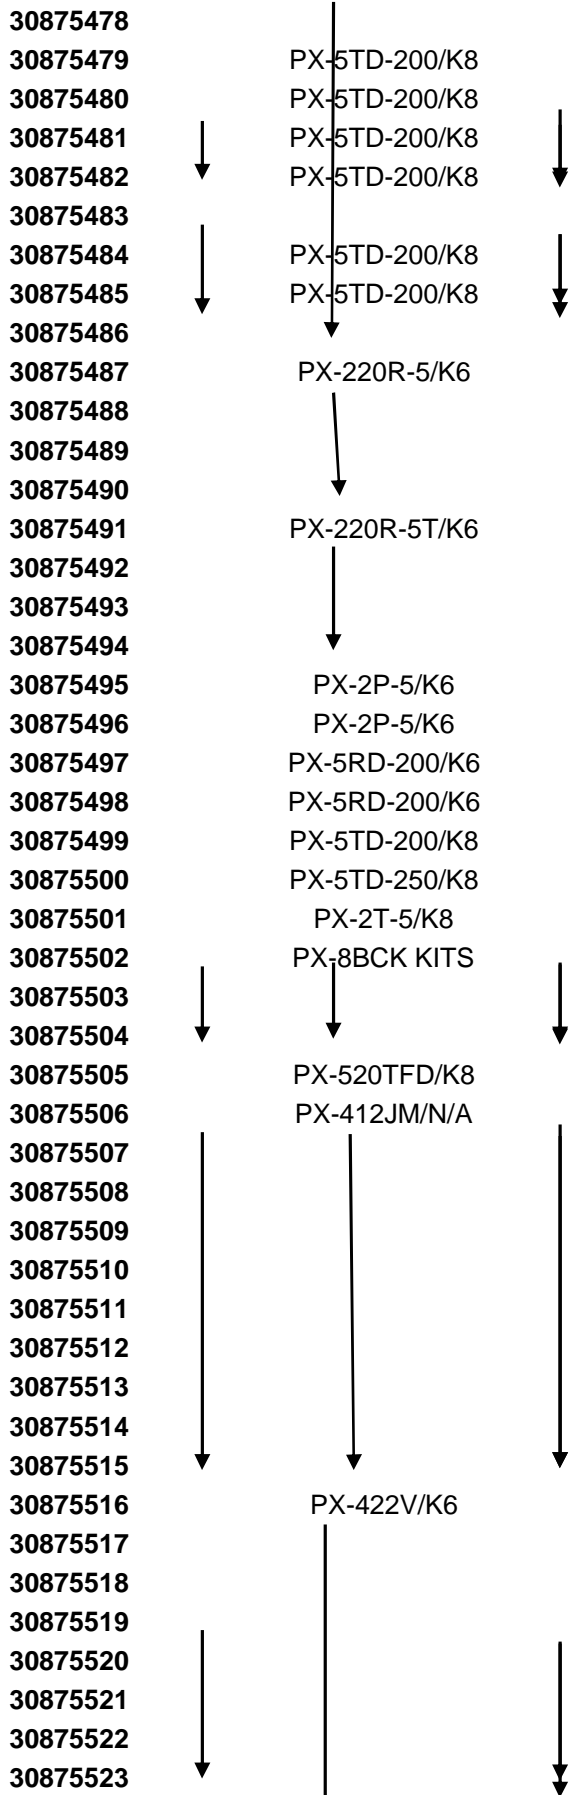 30875478
30875479 PX-5TD-200/K8
30875480 PX-5TD-200/K8
30875481 PX-5TD-200/K8
30875482 PX-5TD-200/K8
30875483
30875484 PX-5TD-200/K8
30875485 PX-5TD-200/K8
30875486
30875487 PX-220R-5/K6
30875488
30875489
30875490
30875491 PX-220R-5T/K6
30875492
30875493
30875494
30875495 PX-2P-5/K6
30875496 PX-2P-5/K6
30875497 PX-5RD-200/K6
30875498 PX-5RD-200/K6
30875499 PX-5TD-200/K8
30875500 PX-5TD-250/K8
30875501 PX-2T-5/K8
30875502 PX-8BCK KITS
30875503
30875504
30875505 PX-520TFD/K8
30875506 PX-412JM/N/A
30875507
30875508
30875509
30875510
30875511
30875512
30875513
30875514
30875515
30875516 PX-422V/K6
30875517
30875518
30875519
30875520
30875521
30875522
30875523